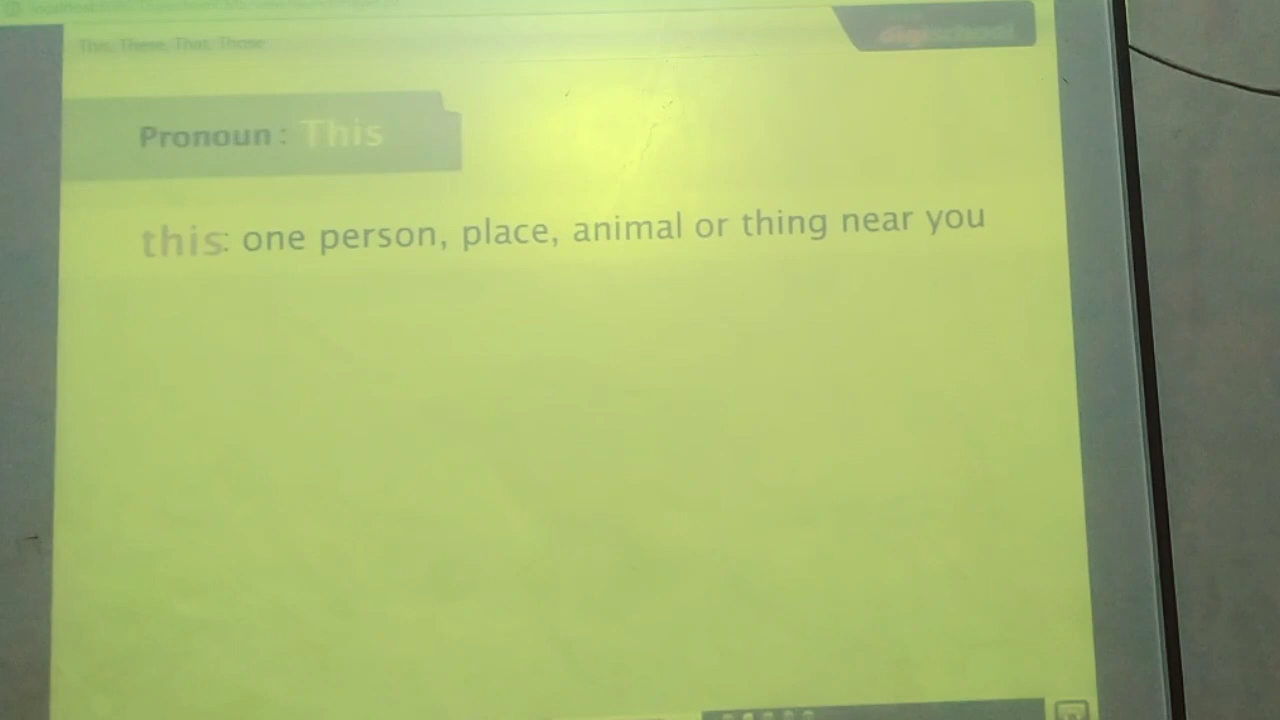 This, These, That, Those
Pronoun : This
this: one person, place, animal or thing near you